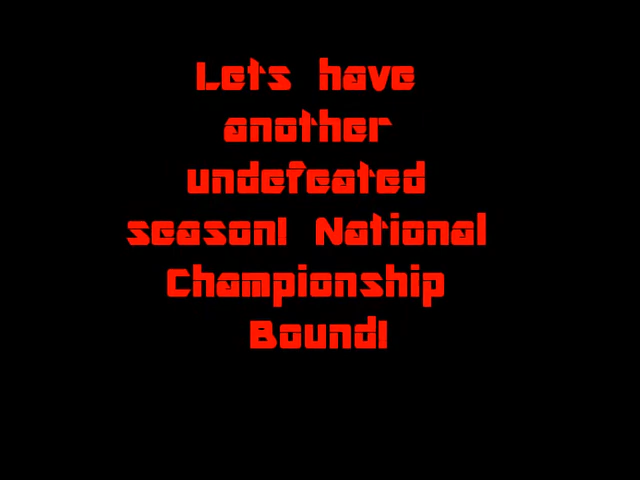 Lets have
another
undefeated
season! National
Championship
Bound!